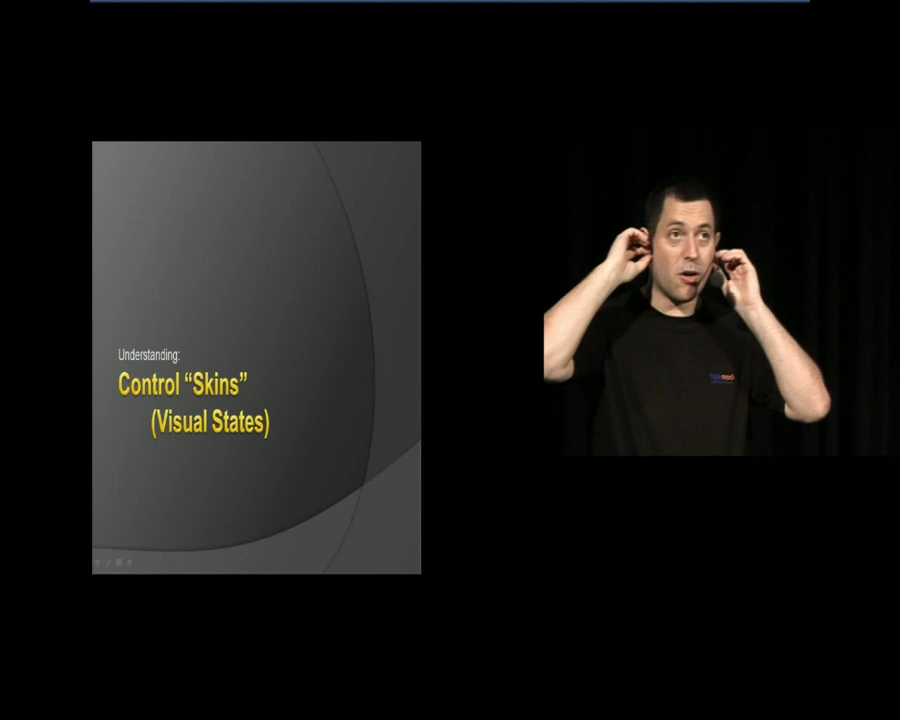 Understanding:
Control “Skins”
(Visual States)